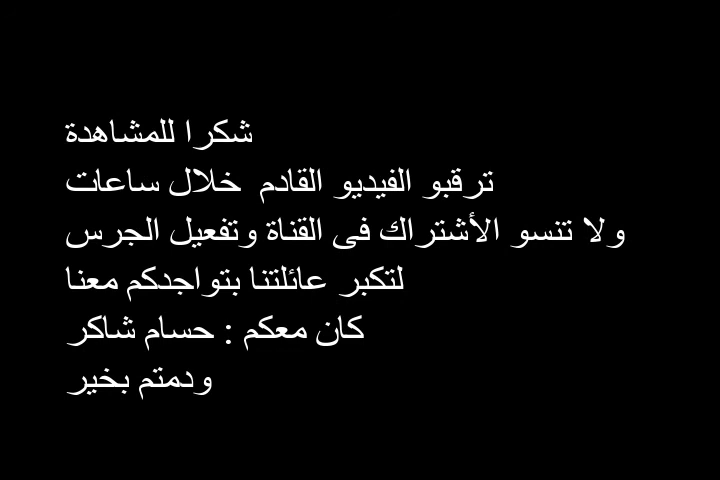 شكرا للمشاهدة
ترقبو الفيديو القادم خلال ساعات
ولا تنسو الأشتراك فى القناة وتفعيل الجرس
لتكبر عائلتنا بتواجدكم معنا
كان معكم : حسام شاكر
ودمتم بخير